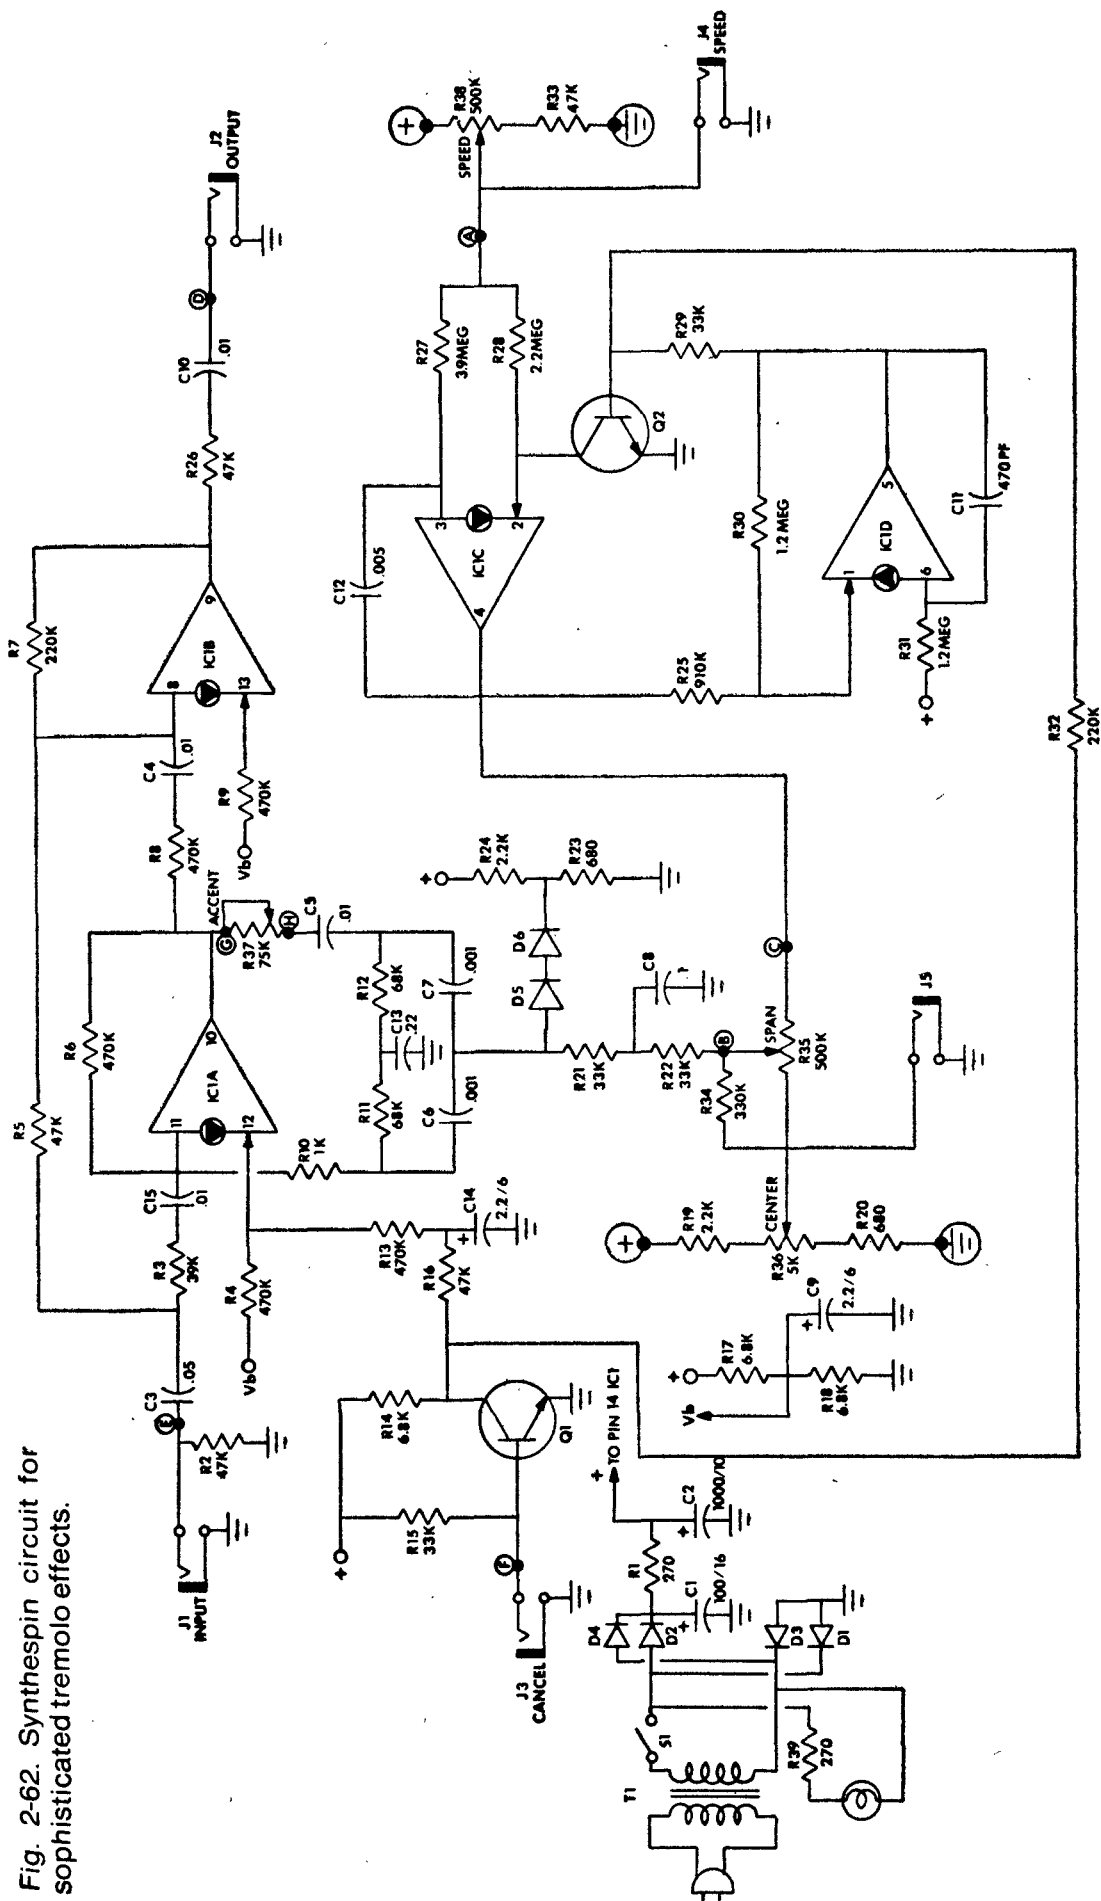 Fig. 2-62. Synthespin circuit for
sophisticated tremolo effects.
J1
INPUT
R2
47K
E
C3
.05
R3
39K
C15
.01
R4
470K
Vb
R5
47K
R6
470K
11
12
IC1A
10
R7
220K
R8
470K
C4
.01
R9
470K
Vb
8
13
IC1B
9
R26
47K
C10
.01
D
J2
OUTPUT
G
ACCENT
R37
75K
H
C5
.01
R10
1K
R11
68K
R12
68K
C13
.22
C6
.001
C7
.001
R13
470K
C14
2.2/6
+
R16
47K
R14
6.8K
R15
33K
+
Q1
F
J3
CANCEL
D5
D6
R24
2.2K
+
R23
680
R21
33K
C8
R22
33K
B
R34
330K
SPAN
R35
500K
C
J5
+
R19
2.2K
CENTER
R36
5K
R20
680
C12
.005
3
2
IC1C
4
R27
3.9MEG
R28
2.2MEG
A
SPEED
+
R38
500K
R33
47K
J4
SPEED
Q2
R29
33K
R30
1.2MEG
R25
910K
1
6
IC1D
5
C11
470PF
R31
1.2MEG
+
R32
220K
+
R17
6.8K
R18
6.8K
Vb
C9
2.2/6
+
+
TO PIN 14 IC1
C2
1000/10
+
R1
270
C1
100/16
+
D4
D2
D3
D1
S1
T1
R39
270